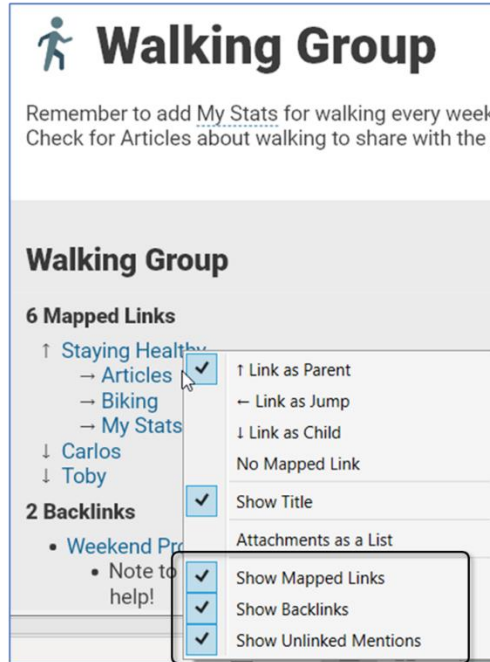 Walking Group
Remember to add My Stats for walking every week
Check for Articles about walking to share with the
Walking Group
6 Mapped Links
↑ Staying Healthy
→ Articles
→ Biking
→ My Stats
↓ Carlos
↓ Toby
2 Backlinks
• Weekend
• Note to
help!
↑ Link as Parent
← Link as Jump
↓ Link as Child
No Mapped Link
Show Title
Attachments as a List
Show Mapped Links
Show Backlinks
Show Unlinked Mentions